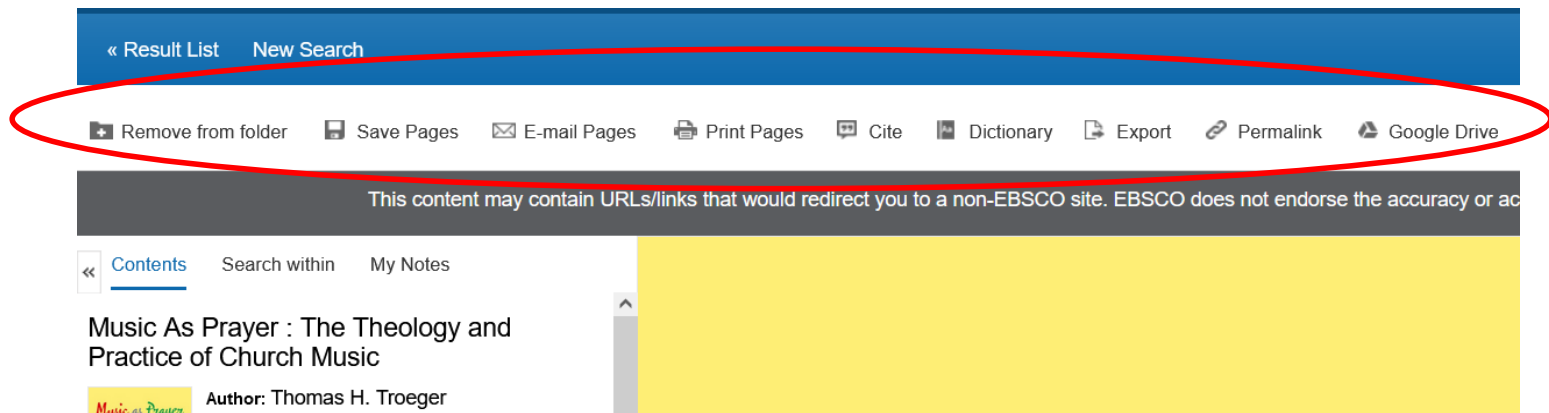 « Result List New Search
Remove from folder Save Pages E-mail Pages Print Pages Cite Dictionary Export Permalink Google Drive
This content may contain URLs/links that would redirect you to a non-EBSCO site. EBSCO does not endorse the accuracy or ac
« Contents Search within My Notes
Music As Prayer : The Theology and
Practice of Church Music
Music as Prayer
Author: Thomas H. Troeger